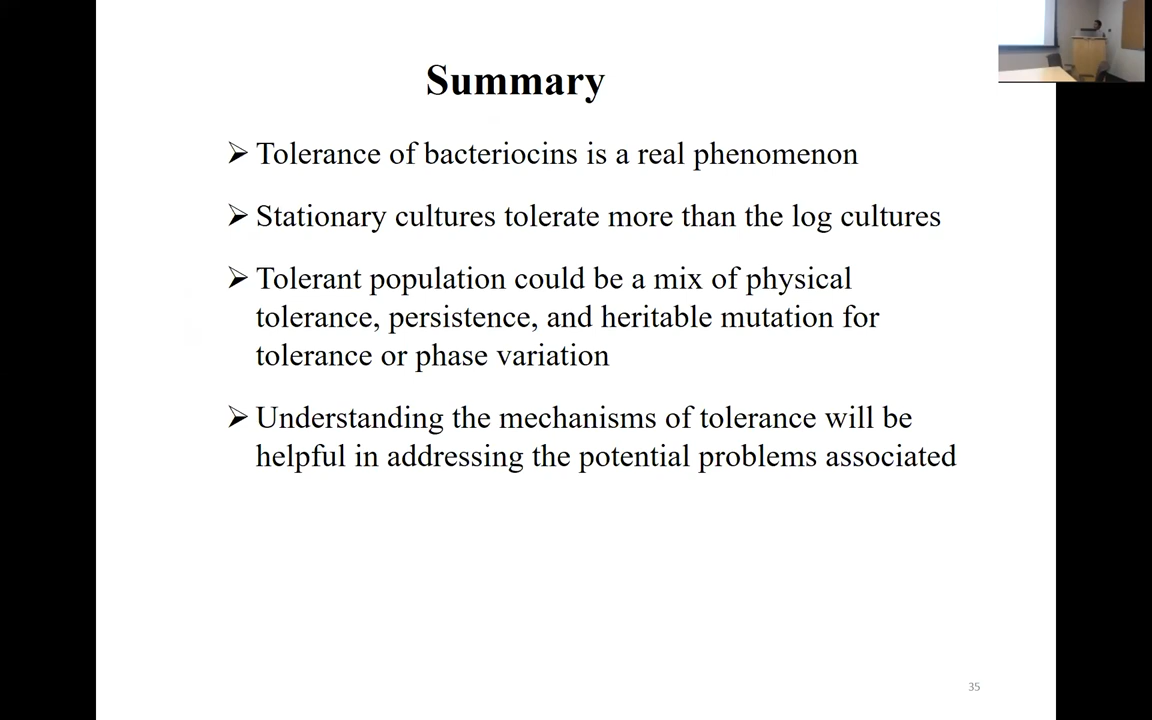 Summary
➢ Tolerance of bacteriocins is a real phenomenon
➢ Stationary cultures tolerate more than the log cultures
➢ Tolerant population could be a mix of physical
tolerance, persistence, and heritable mutation for
tolerance or phase variation
➢ Understanding the mechanisms of tolerance will be
helpful in addressing the potential problems associated
35